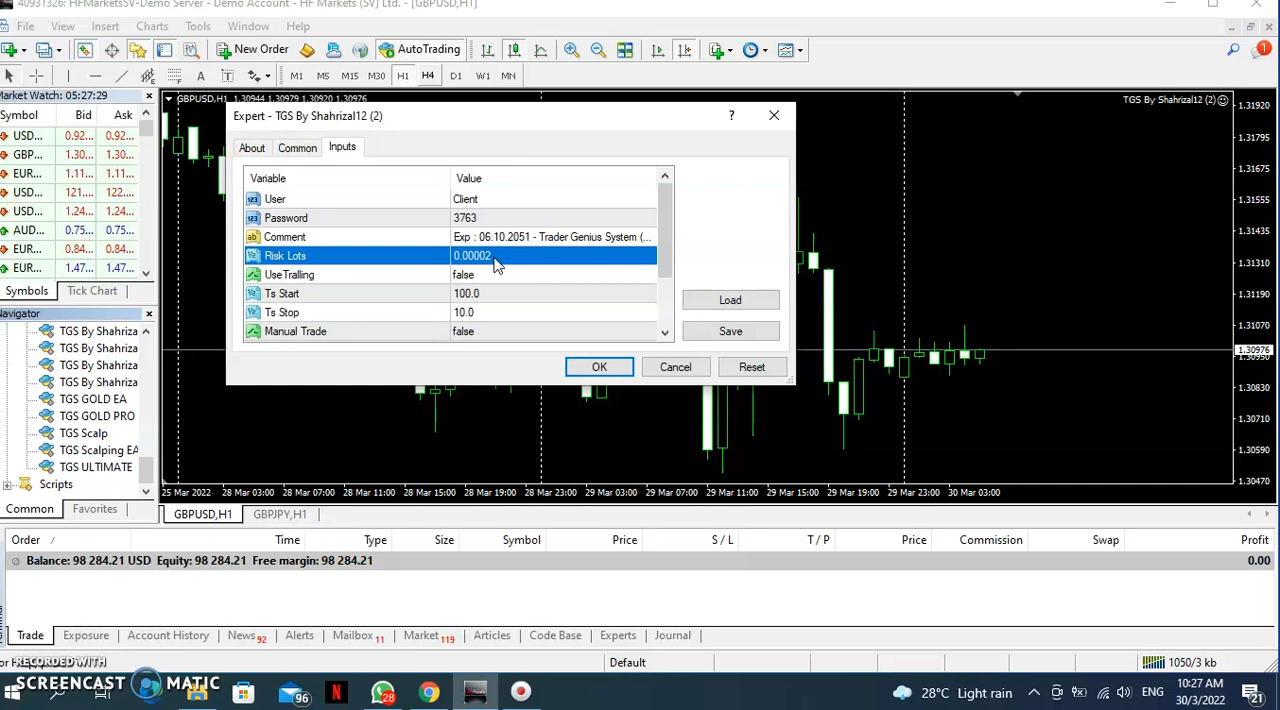 40931326: HFMarketsSV-Demo Server - Demo Account - HF Markets (SV) Ltd. - [GBPUSD,H1]
File View Insert Charts Tools Window Help
New Order AutoTrading
A T M1 M5 M15 M30 H1 H4 D1 W1 MN
1
Market Watch: 05:27:29
Symbol Bid Ask
USD... 0.92... 0.92...
GBP... 1.30... 1.30...
EUR... 1.11... 1.11...
USD... 121.... 122....
USD... 1.24... 1.24...
AUD... 0.75... 0.75...
EUR... 0.84... 0.84...
EUR... 1.47... 1.47...
Symbols Tick Chart
Navigator
TGS By Shahriza
TGS By Shahriza
TGS By Shahriza
TGS By Shahriza
TGS GOLD EA
TGS GOLD PRO
TGS Scalp
TGS Scalping EA
TGS ULTIMATE
Scripts
Common Favorites
GBPUSD,H1 1.30944 1.30979 1.30920 1.30976
TGS By Shahrizal12 (2)
Expert - TGS By Shahrizal12 (2)
?
About Common Inputs
Variable Value
User Client
Password 3763
Comment Exp : 06.10.2051 - Trader Genius System (...
Risk Lots 0.00002
UseTralling false
Ts Start 100.0
Ts Stop 10.0
Manual Trade false
Load
Save
OK Cancel Reset
1.31920
1.31675
1.31550
1.31430
1.31310
1.31190
1.31070
1.30976
1.30950
1.30830
1.30710
1.30590
1.30470
25 Mar 2022 28 Mar 03:00 28 Mar 07:00 28 Mar 11:00 28 Mar 15:00 28 Mar 19:00 28 Mar 23:00 29 Mar 03:00 29 Mar 07:00 29 Mar 11:00 29 Mar 15:00 29 Mar 19:00 29 Mar 23:00 30 Mar 03:00
GBPUSD,H1 GBPJPY,H1
Order / Time Type Size Symbol Price S / L T / P Price Commission Swap Profit
Balance: 98 284.21 USD Equity: 98 284.21 Free margin: 98 284.21 0.00
Trade Exposure Account History News 92 Alerts Mailbox 11 Market 119 Articles Code Base Experts Journal
Default 1050/3 kb
RECORDED WITH
SCREENCAST MATIC
96 28 28°C Light rain ENG 10:27 AM
30/3/2022 21